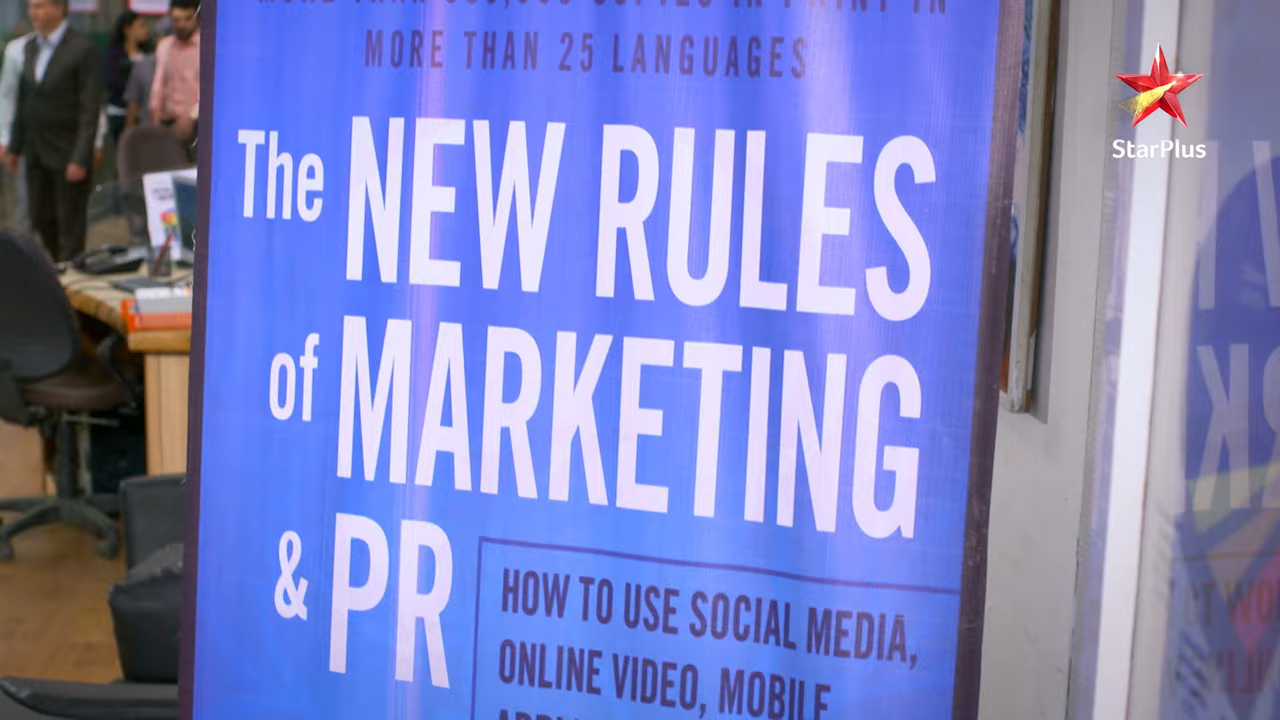 MORE THAN 25 LANGUAGES
The NEW RULES
of MARKETING
& PR
HOW TO USE SOCIAL MEDIA,
ONLINE VIDEO, MOBILE
StarPlus